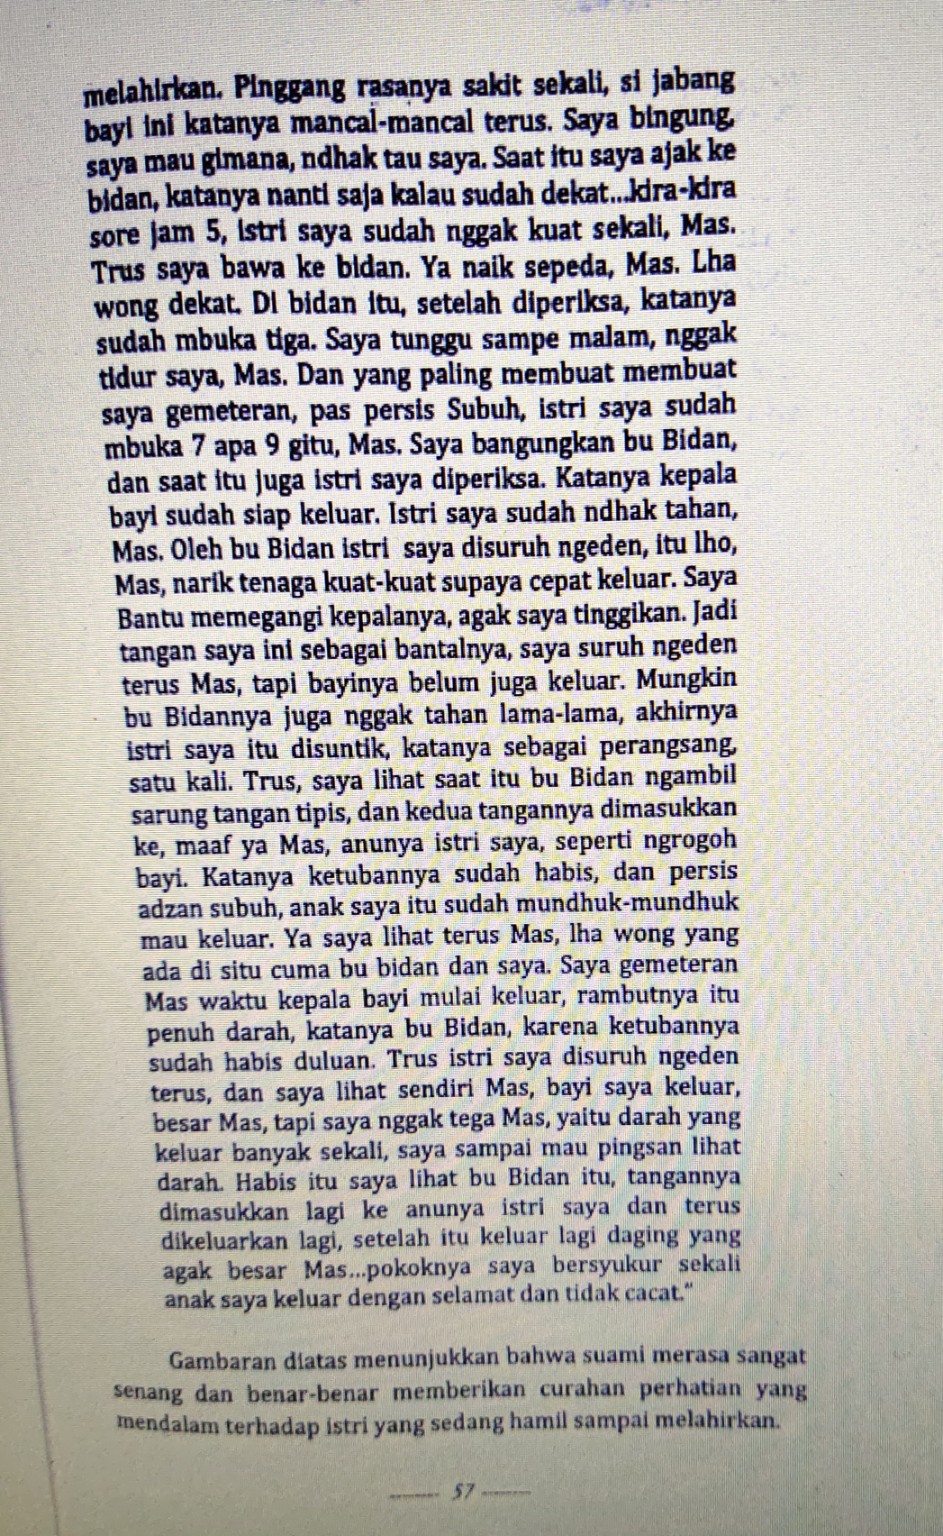 melahirkan. Pinggang rasanya sakit sekali, si jabang
bayi ini katanya mancal-mancal terus. Saya bingung,
saya mau gimana, ndhak tau saya. Saat itu saya ajak ke
bidan, katanya nanti saja kalau sudah dekat...kira-kira
sore jam 5, istri saya sudah nggak kuat sekali, Mas.
Trus saya bawa ke bidan. Ya naik sepeda, Mas. Lha
wong dekat. Di bidan itu, setelah diperiksa, katanya
sudah mbuka tiga. Saya tunggu sampe malam, nggak
tidur saya, Mas. Dan yang paling membuat membuat
saya gemeteran, pas persis Subuh, istri saya sudah
mbuka 7 apa 9 gitu, Mas. Saya bangungkan bu Bidan,
dan saat itu juga istri saya diperiksa. Katanya kepala
bayi sudah siap keluar. Istri saya sudah ndhak tahan,
Mas. Oleh bu Bidan istri saya disuruh ngeden, itu lho,
Mas, narik tenaga kuat-kuat supaya cepat keluar. Saya
Bantu memegangi kepalanya, agak saya tinggikan. Jadi
tangan saya ini sebagai bantalnya, saya suruh ngeden
terus Mas, tapi bayinya belum juga keluar. Mungkin
bu Bidannya juga nggak tahan lama-lama, akhirnya
istri saya itu disuntik, katanya sebagai perangsang,
satu kali. Trus, saya lihat saat itu bu Bidan ngambil
sarung tangan tipis, dan kedua tangannya dimasukkan
ke, maaf ya Mas, anunya istri saya, seperti ngrogoh
bayi. Katanya ketubannya sudah habis, dan persis
adzan subuh, anak saya itu sudah mundhuk-mundhuk
mau keluar. Ya saya lihat terus Mas, lha wong yang
ada di situ cuma bu bidan dan saya. Saya gemeteran
Mas waktu kepala bayi mulai keluar, rambutnya itu
penuh darah, katanya bu Bidan, karena ketubannya
sudah habis duluan. Trus istri saya disuruh ngeden
terus, dan saya lihat sendiri Mas, bayi saya keluar,
besar Mas, tapi saya nggak tega Mas, yaitu darah yang
keluar banyak sekali, saya sampai mau pingsan lihat
darah. Habis itu saya lihat bu Bidan itu, tangannya
dimasukkan lagi ke anunya istri saya dan terus
dikeluarkan lagi, setelah itu keluar lagi daging yang
agak besar Mas...pokoknya saya bersyukur sekali
anak saya keluar dengan selamat dan tidak cacat."
Gambaran diatas menunjukkan bahwa suami merasa sangat
senang dan benar-benar memberikan curahan perhatian yang
mendalam terhadap istri yang sedang hamil sampai melahirkan.
57